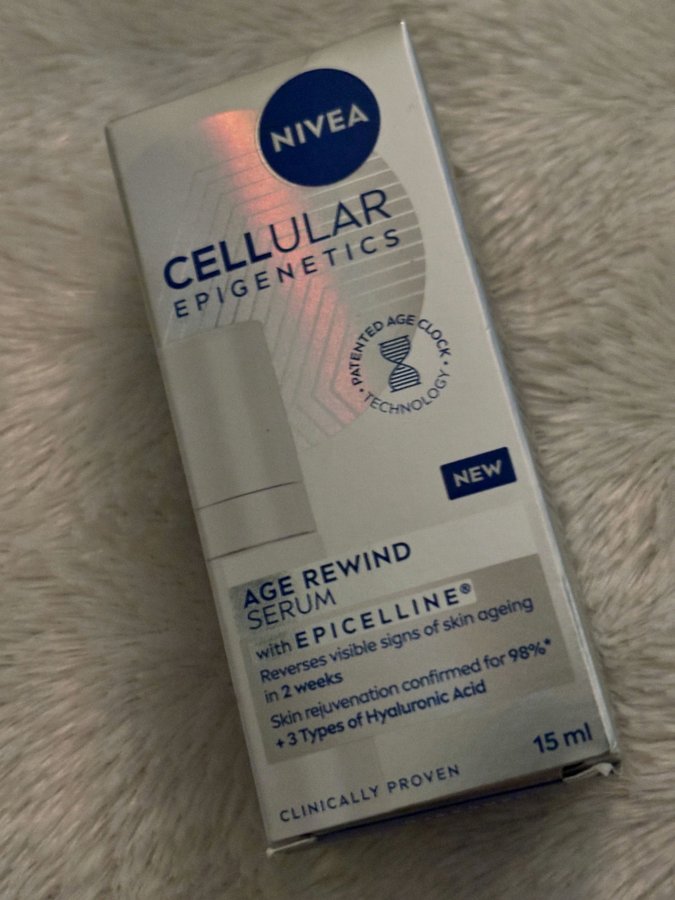 NIVEA
CELLULAR
EPIGENETICS
• PATENTED AGE CLOCK • TECHNOLOGY
NEW
AGE REWIND
SERUM
with EPICELLINE®
Reverses visible signs of skin ageing
in 2 weeks
Skin rejuvenation confirmed for 98%*
+ 3 Types of Hyaluronic Acid
15 ml
CLINICALLY PROVEN